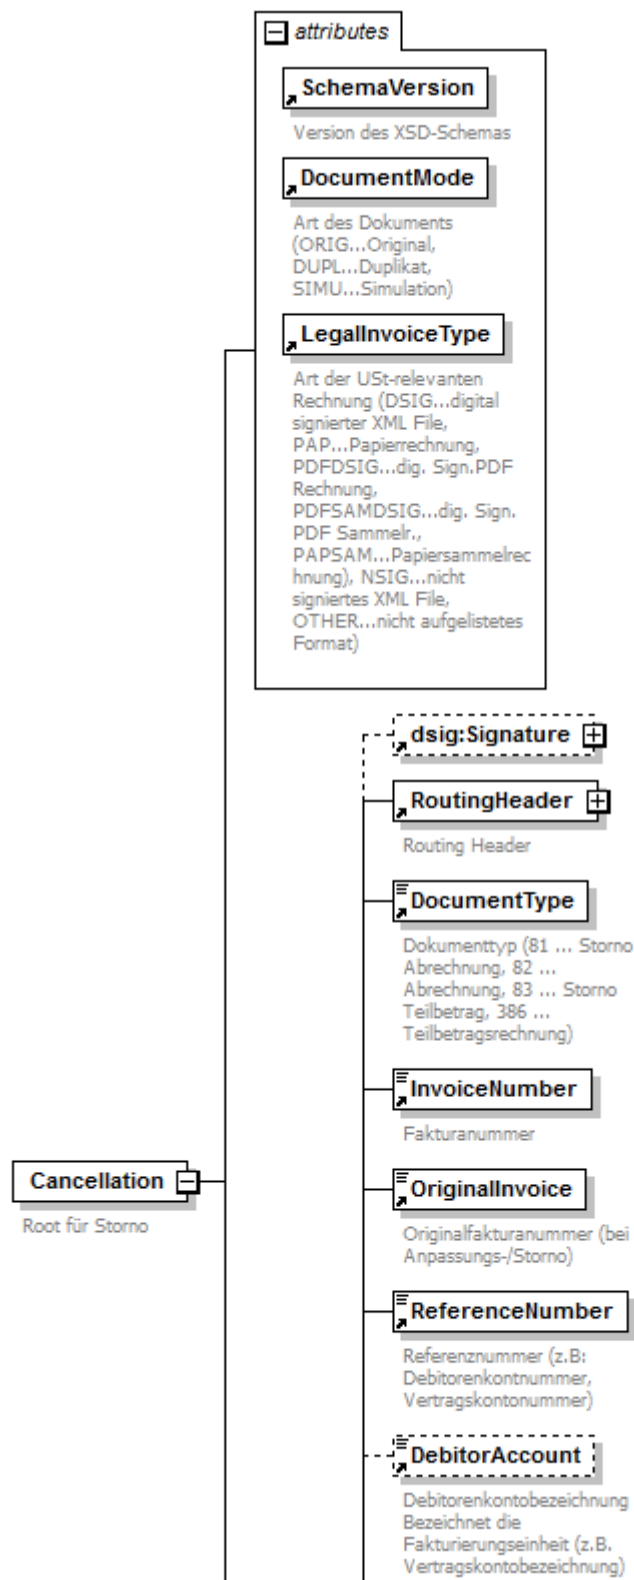 attributes
SchemaVersion
Version des XSD-Schemas
DocumentMode
Art des Dokuments
(ORIG...Original,
DUPL...Duplikat,
SIMU...Simulation)
LegalInvoiceType
Art der USt-relevanten
Rechnung (DSIG...digital
signierter XML File,
PAP...Papierrechnung,
PDFDSIG...dig. Sign.PDF
Rechnung,
PDFSAMDSIG...dig. Sign.
PDF Sammelr.,
PAPSAM...Papiersammelrec
hnung), NSIG...nicht
signiertes XML File,
OTHER...nicht aufgelistetes
Format)
dsig:Signature
RoutingHeader
Routing Header
DocumentType
Dokumenttyp (81 ... Storno
Abrechnung, 82 ...
Abrechnung, 83 ... Storno
Teilbetrag, 386 ...
Teilbetragsrechnung)
InvoiceNumber
Fakturanummer
Cancellation
Root für Storno
OriginalInvoice
Originalfakturanummer (bei
Anpassungs-/Storno)
ReferenceNumber
Referenznummer (z.B:
Debitorenkontnummer,
Vertragskontonummer)
DebitorAccount
Debitorenkontobezeichnung
Bezeichnet die
Fakturierungseinheit (z.B.
Vertragskontobezeichnung)